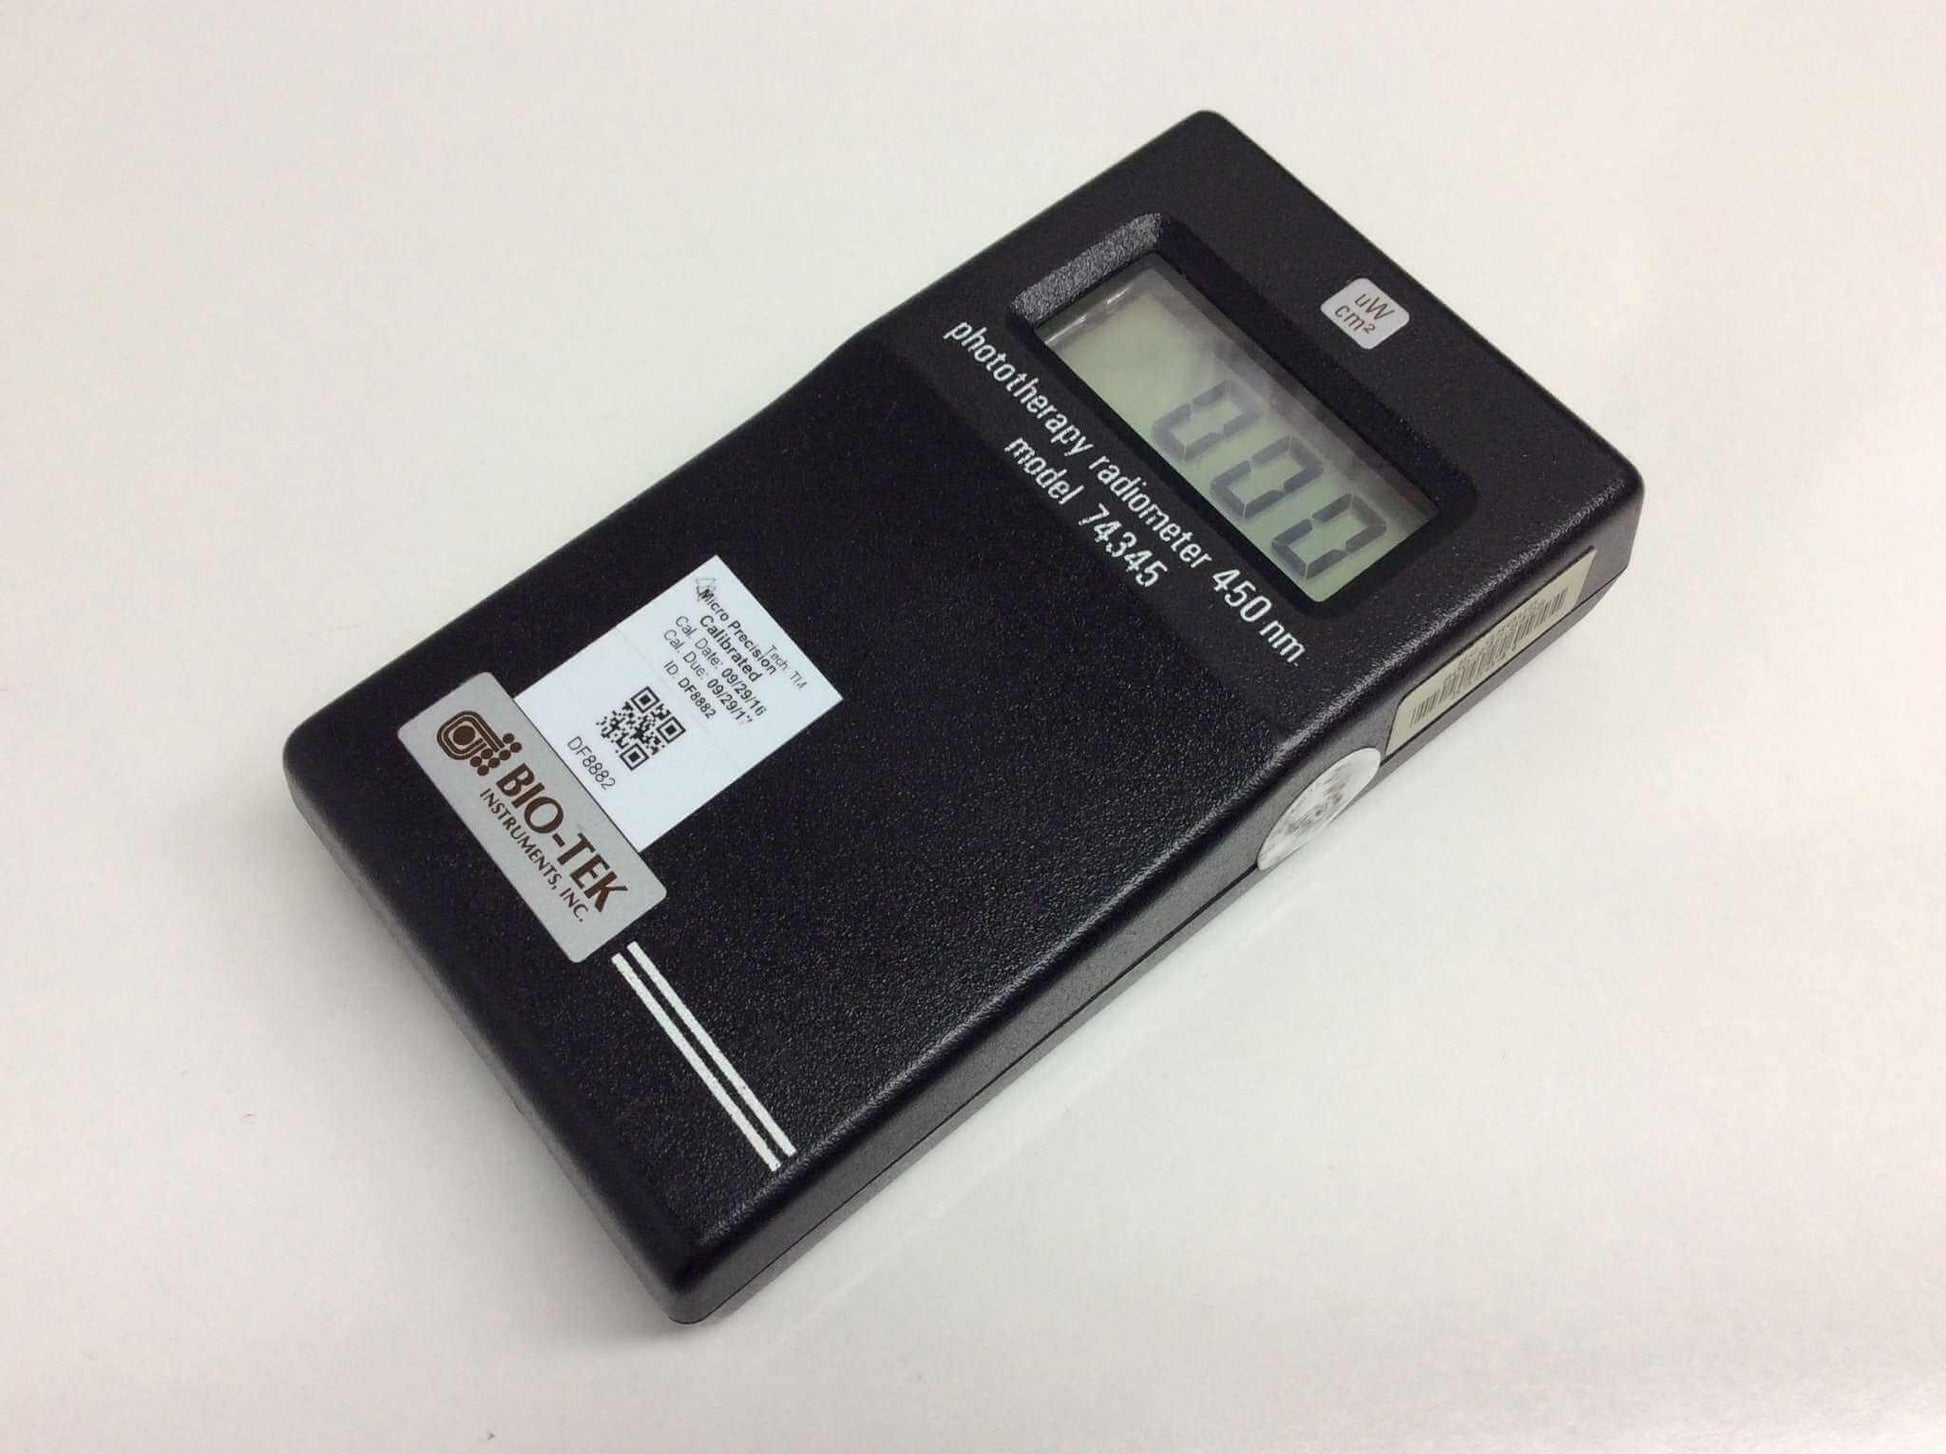 uW
cm²
000
phototherapy radiometer 450 nm
model 74345
Micro Precision
Tech TM
Calibrated
Cal. Date: 09/29/16
Cal. Due: 09/29/17
ID. DF8882
DF8882
BIO-TEK
INSTRUMENTS, INC.